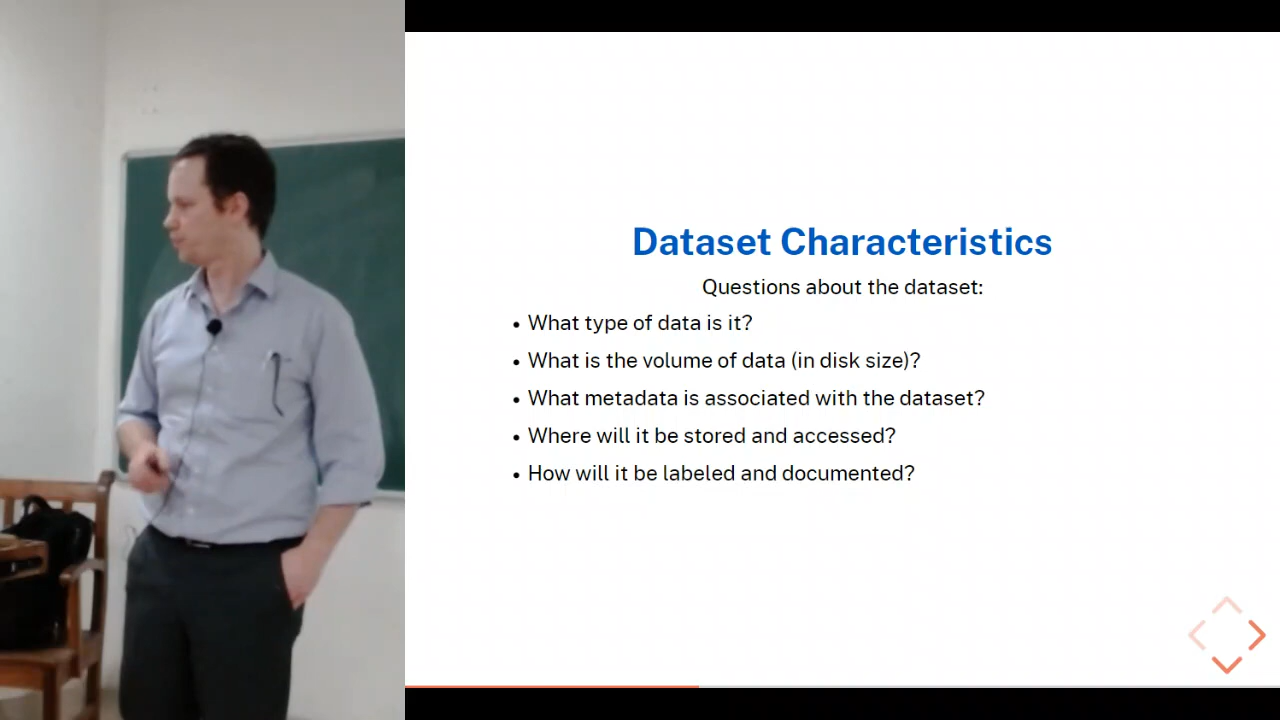 Dataset Characteristics
Questions about the dataset:
• What type of data is it?
• What is the volume of data (in disk size)?
• What metadata is associated with the dataset?
• Where will it be stored and accessed?
• How will it be labeled and documented?